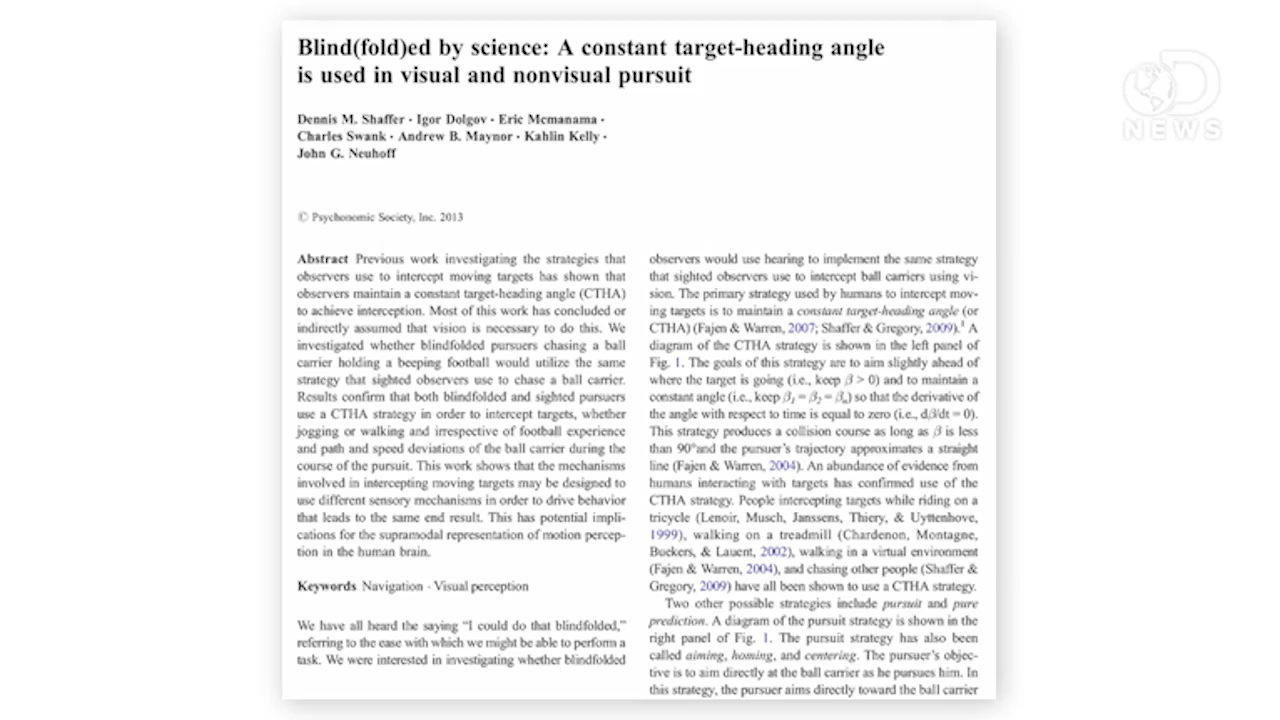 Blind(fold)ed by science: A constant target-heading angle
is used in visual and nonvisual pursuit
Dennis M. Shaffer · Igor Dolgov · Eric Mcmanama ·
Charles Swank · Andrew B. Maynor · Kahlin Kelly ·
John G. Neuhoff
© Psychonomic Society, Inc. 2013
Abstract Previous work investigating the strategies that
observers use to intercept moving targets has shown that
observers maintain a constant target-heading angle (CTHA)
to achieve interception. Most of this work has concluded or
indirectly assumed that vision is necessary to do this. We
investigated whether blindfolded pursuers chasing a ball
carrier holding a beeping football would utilize the same
strategy that sighted observers use to chase a ball carrier.
Results confirm that both blindfolded and sighted pursuers
use a CTHA strategy in order to intercept targets, whether
jogging or walking and irrespective of football experience
and path and speed deviations of the ball carrier during the
course of the pursuit. This work shows that the mechanisms
involved in intercepting moving targets may be designed to
use different sensory mechanisms in order to drive behavior
that leads to the same end result. This has potential impli-
cations for the supramodal representation of motion percep-
tion in the human brain.
Keywords Navigation · Visual perception
We have all heard the saying "I could do that blindfolded,"
referring to the ease with which we might be able to perform a
task. We were interested in investigating whether blindfolded
observers would use hearing to implement the same strategy
that sighted observers use to intercept ball carriers using vi-
sion. The primary strategy used by humans to intercept mov-
ing targets is to maintain a constant target-heading angle (or
CTHA) (Fajen & Warren, 2007; Shaffer & Gregory, 2009).¹ A
diagram of the CTHA strategy is shown in the left panel of
Fig. 1. The goals of this strategy are to aim slightly ahead of
where the target is going (i.e., keep β > 0) and to maintain a
constant angle (i.e., keep β₁ = β₂ = βₙ) so that the derivative of
the angle with respect to time is equal to zero (i.e., dβ/dt = 0).
This strategy produces a collision course as long as β is less
than 90°and the pursuer's trajectory approximates a straight
line (Fajen & Warren, 2004). An abundance of evidence from
humans interacting with targets has confirmed use of the
CTHA strategy. People intercepting targets while riding on a
tricycle (Lenoir, Musch, Janssens, Thiery, & Uyttenhove,
1999), walking on a treadmill (Chardenon, Montagne,
Buekers, & Laurent, 2002), walking in a virtual environment
(Fajen & Warren, 2004), and chasing other people (Shaffer &
Gregory, 2009) have all been shown to use a CTHA strategy.
Two other possible strategies include pursuit and pure
prediction. A diagram of the pursuit strategy is shown in the
right panel of Fig. 1. The pursuit strategy has also been
called aiming, homing, and centering. The pursuer's objec-
tive is to aim directly at the ball carrier as he pursues him. In
this strategy, the pursuer aims directly toward the ball carrier
D
NEWS